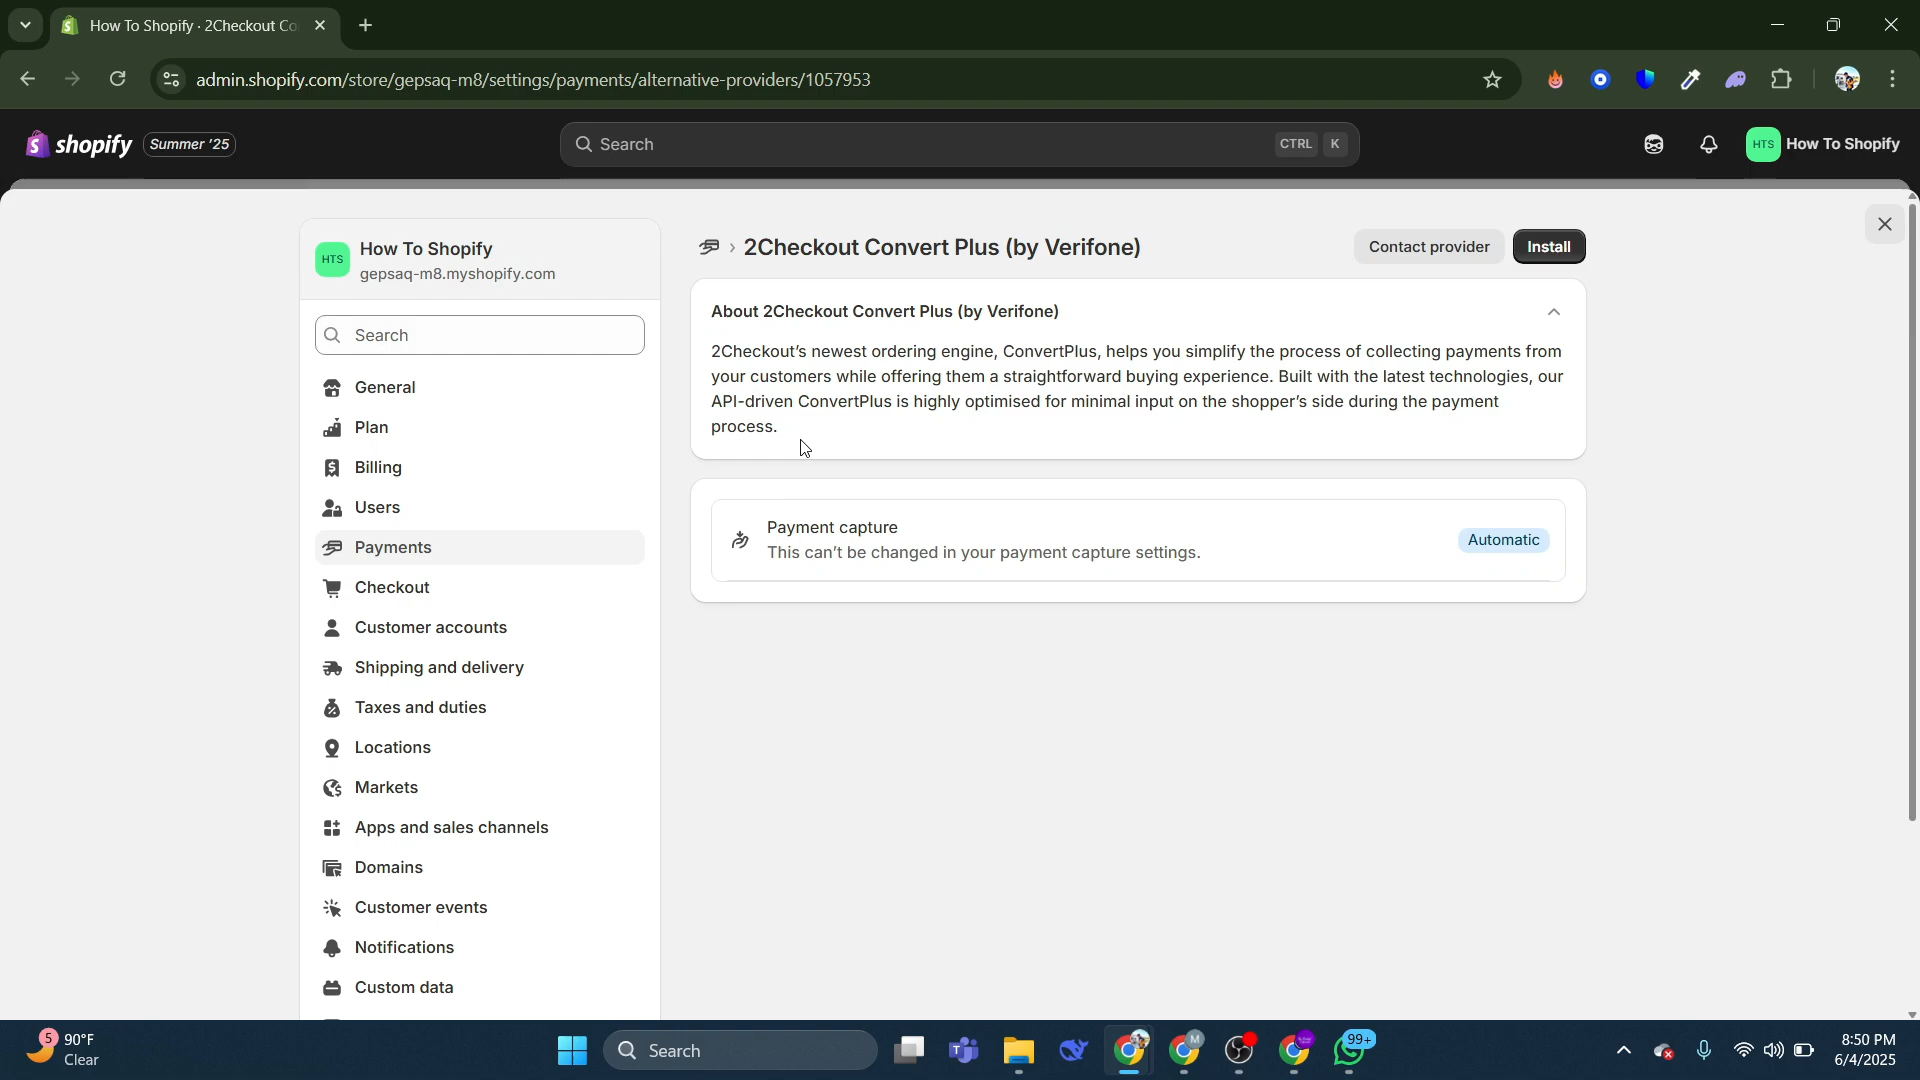 How To Shopify · 2Checkout Co
admin.shopify.com/store/gepsaq-m8/settings/payments/alternative-providers/1057953
shopify
Summer '25
Search
CTRL K
HTS
How To Shopify
HTS
How To Shopify
gepsaq-m8.myshopify.com
Search
General
Plan
Billing
Users
Payments
Checkout
Customer accounts
Shipping and delivery
Taxes and duties
Locations
Markets
Apps and sales channels
Domains
Customer events
Notifications
Custom data
2Checkout Convert Plus (by Verifone)
Contact provider
Install
About 2Checkout Convert Plus (by Verifone)
2Checkout's newest ordering engine, ConvertPlus, helps you simplify the process of collecting payments from
your customers while offering them a straightforward buying experience. Built with the latest technologies, our
API-driven ConvertPlus is highly optimised for minimal input on the shopper's side during the payment
process.
Payment capture
This can't be changed in your payment capture settings.
Automatic
5
90°F
Clear
Search
M
99+
8:50 PM
6/4/2025